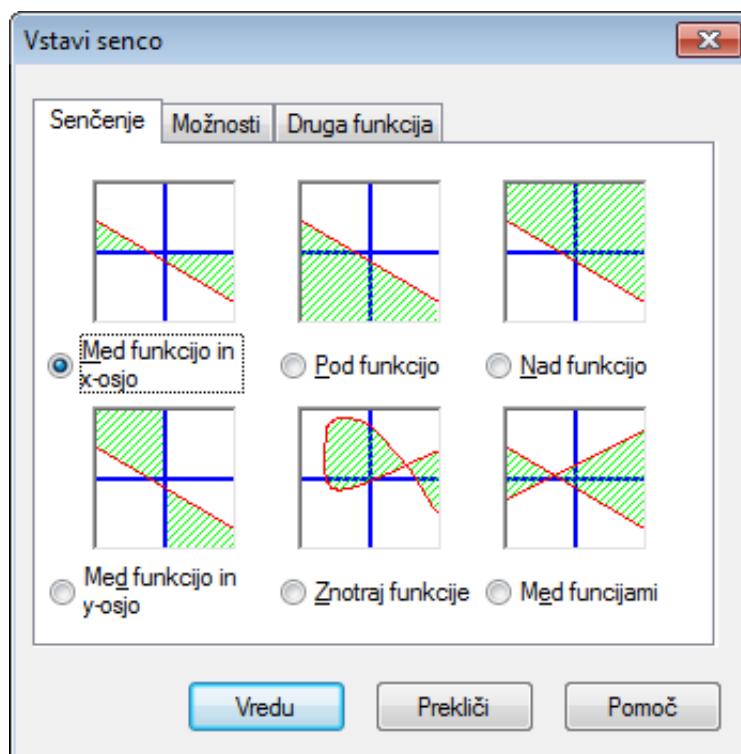 Vstavi senco
Senčenje Možnosti Druga funkcija
Med funkcijo in
x-osjo
Pod funkcijo
Nad funkcijo
Med funkcijo in
y-osjo
Znotraj funkcije
Med funcijami
Vredu Prekliči Pomoč